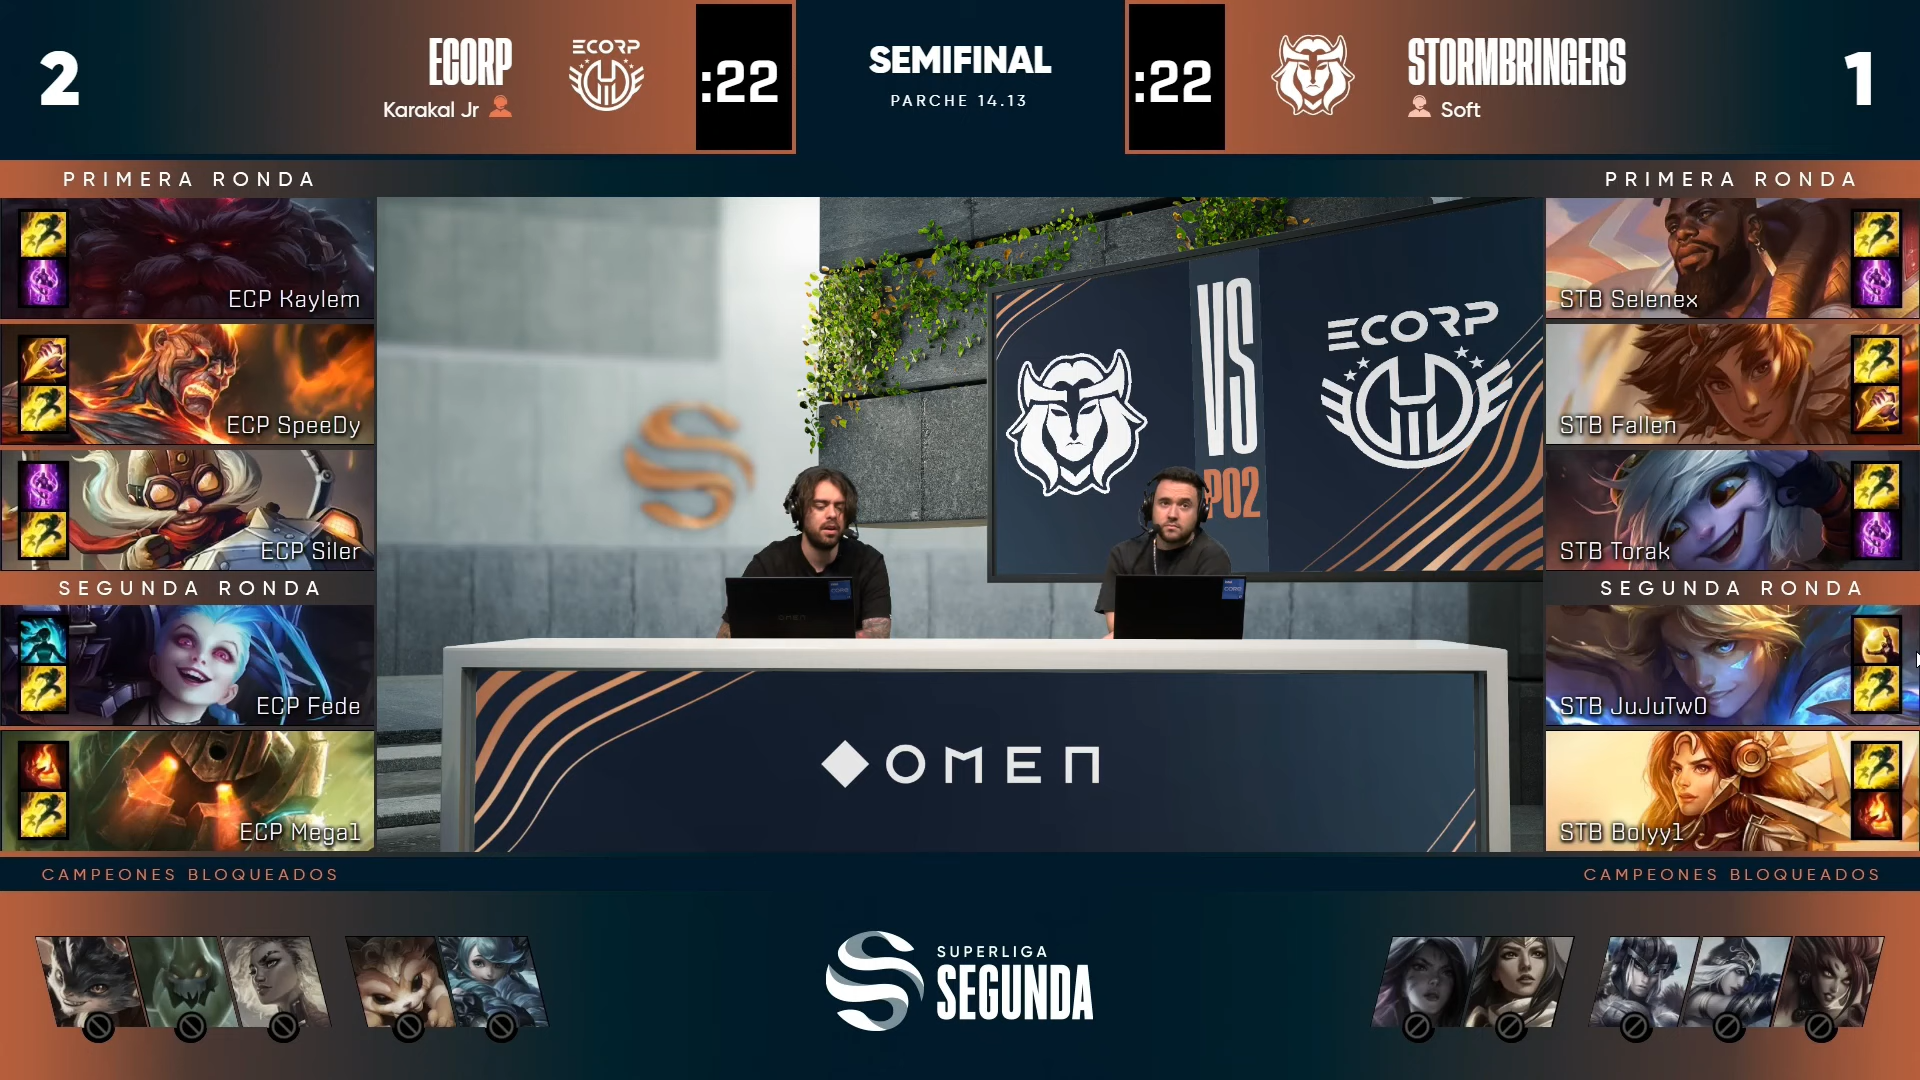 2
ECORP
Karakal Jr
ECORP
:22
SEMIFINAL
PARCHE 14.13
:22
STORMBRINGERS
Soft
1
PRIMERA RONDA
PRIMERA RONDA
ECP Kaylem
ECP SpeeDy
ECP Siler
STB Selenex
STB Fallen
STB Torak
VS
ECORP
PO2
SEGUNDA RONDA
SEGUNDA RONDA
ECP Fede
ECP Mega1
STB JuJuTw0
STB Bolyy1
OMEN
OMEN
CAMPEONES BLOQUEADOS
CAMPEONES BLOQUEADOS
SUPERLIGA
SEGUNDA